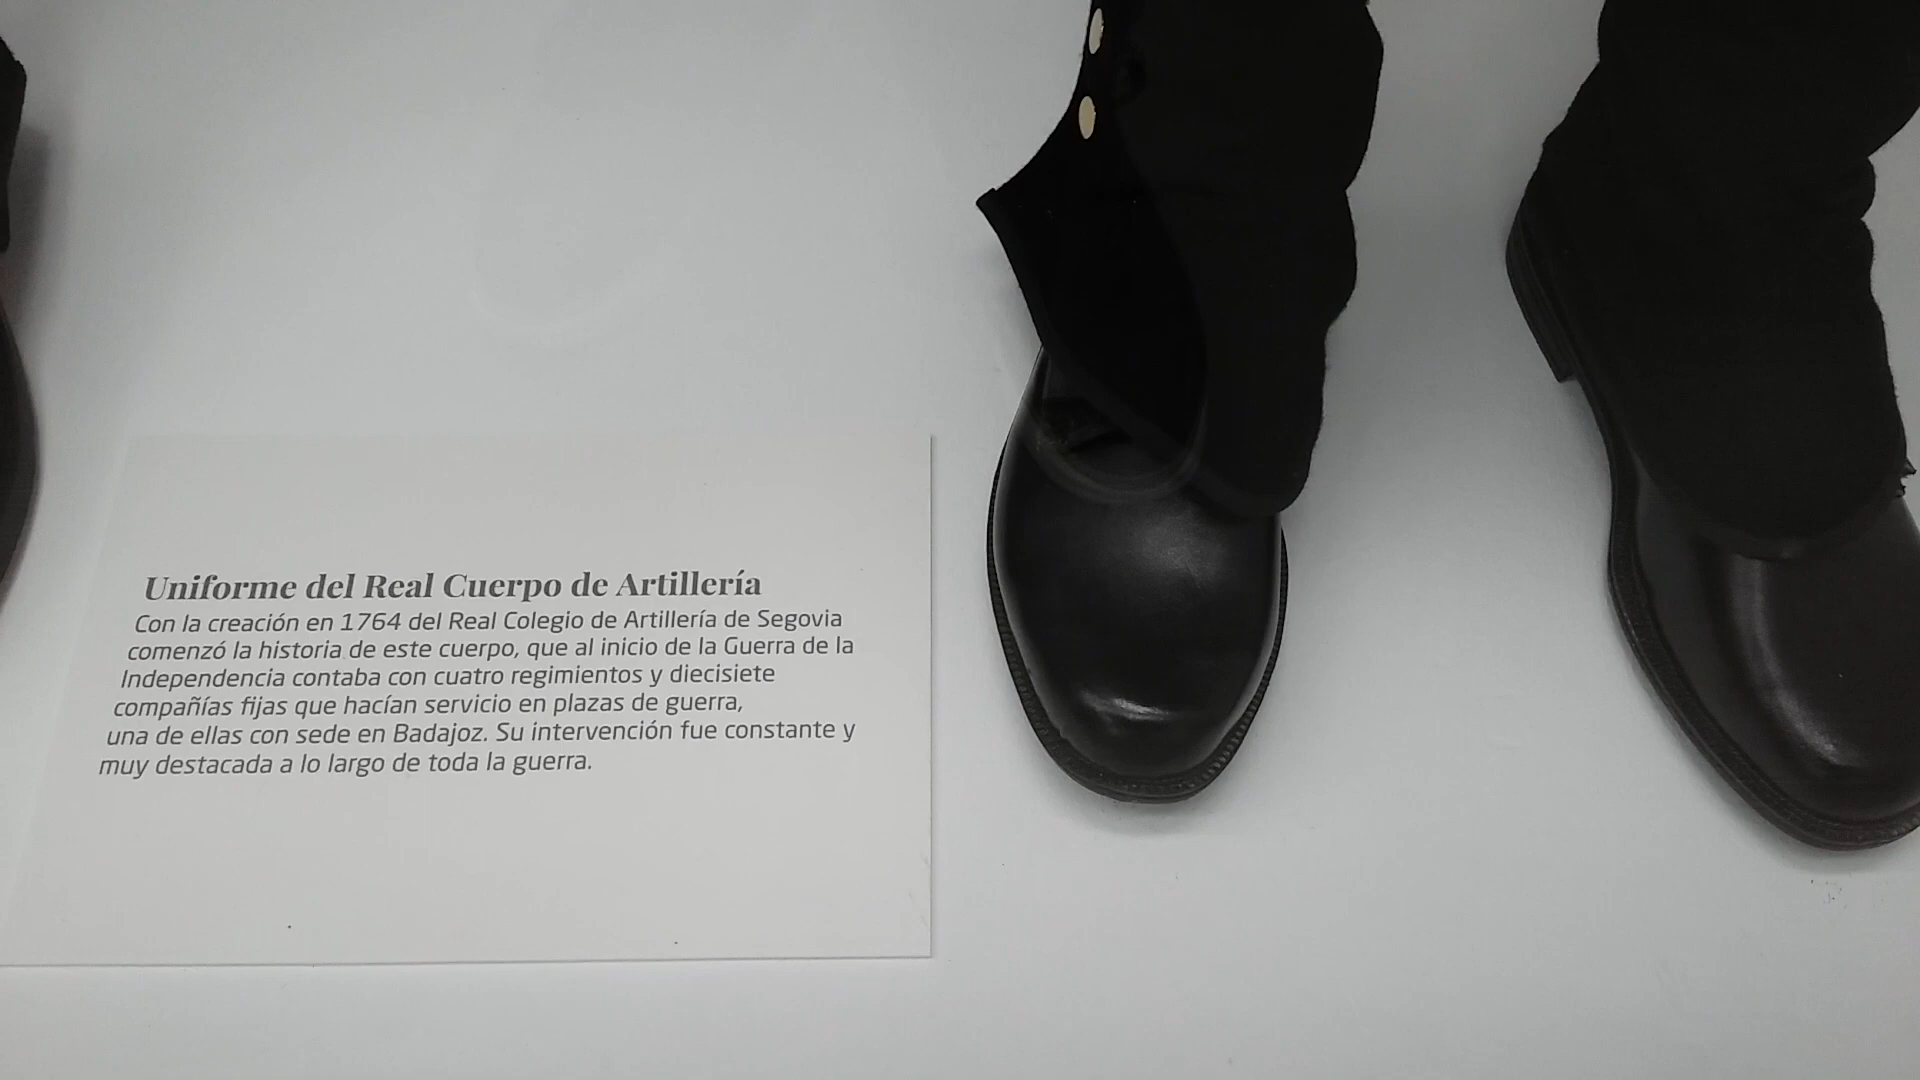 Uniforme del Real Cuerpo de Artillería
Con la creación en 1764 del Real Colegio de Artillería de Segovia
comenzó la historia de este cuerpo, que al inicio de la Guerra de la
Independencia contaba con cuatro regimientos y diecisiete
compañías fijas que hacían servicio en plazas de guerra,
una de ellas con sede en Badajoz. Su intervención fue constante y
muy destacada a lo largo de toda la guerra.